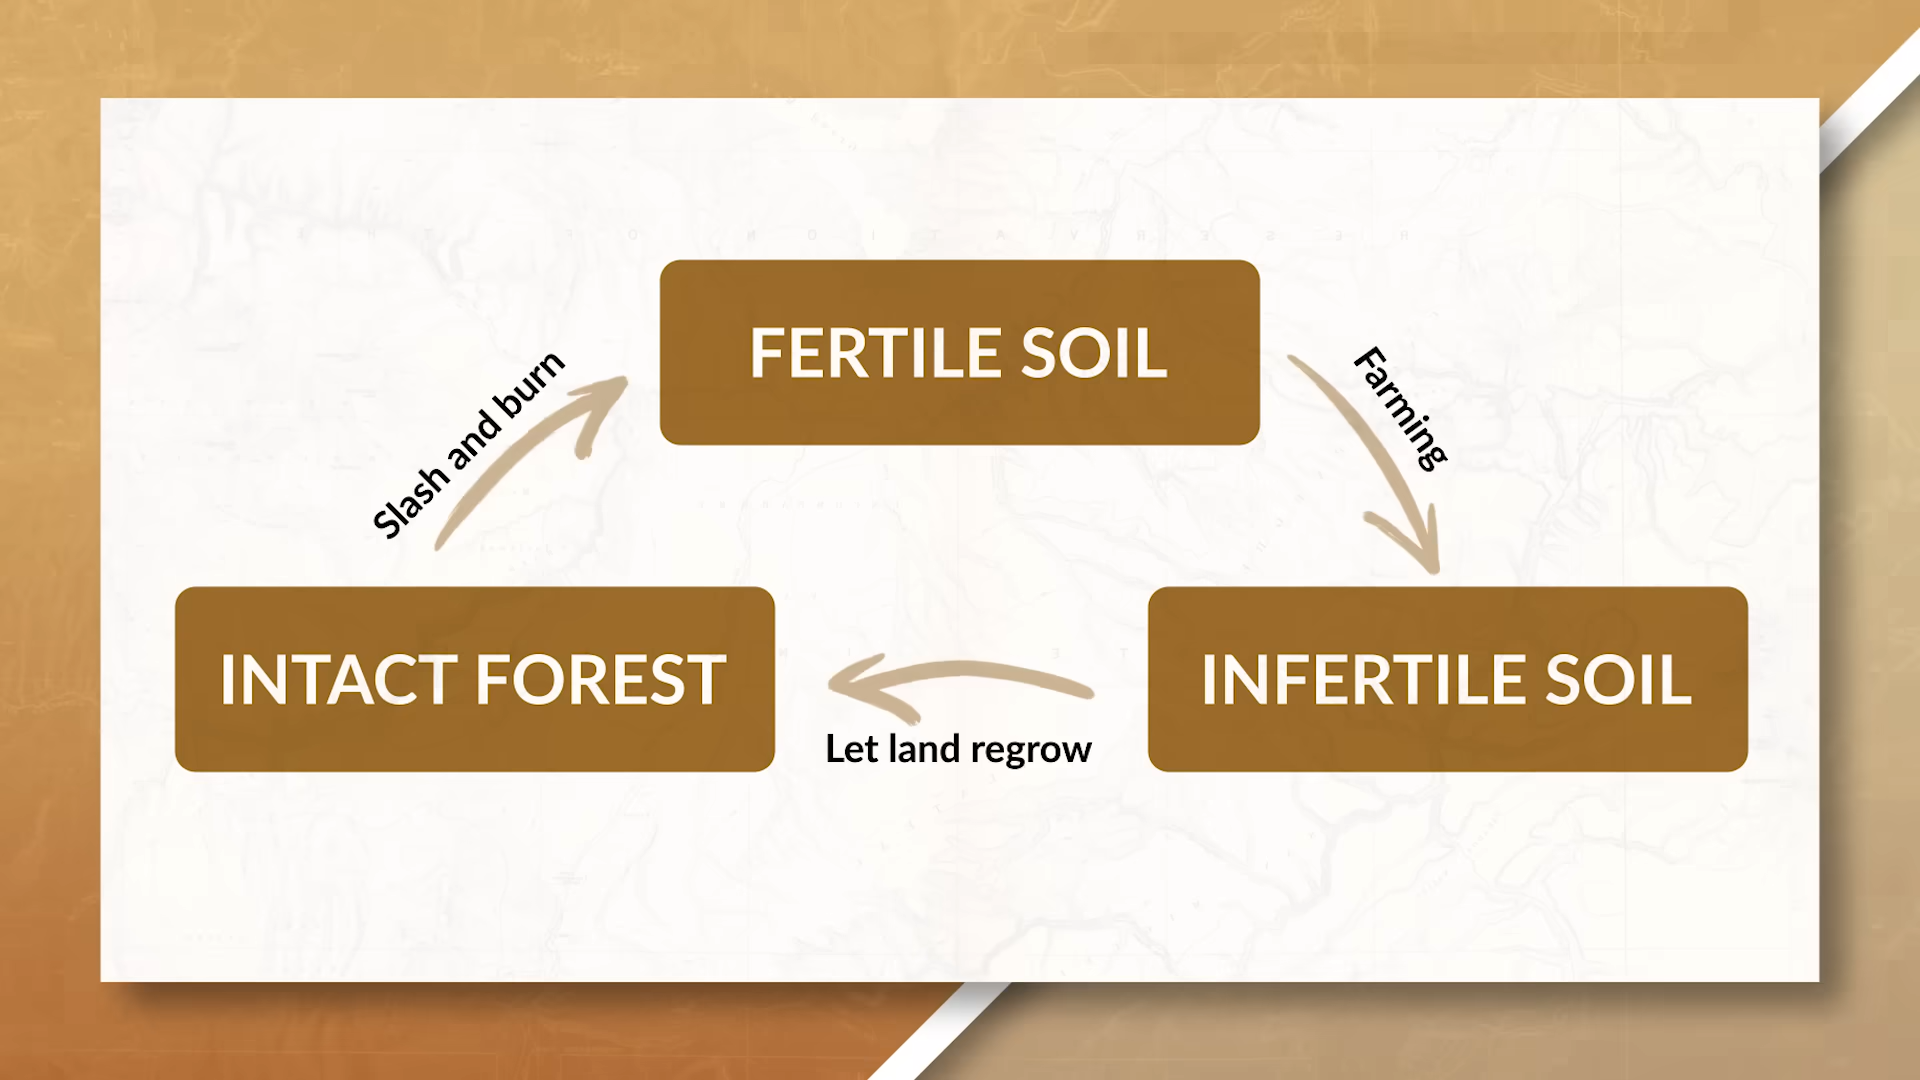 FERTILE SOIL
Slash and burn
Farming
INTACT FOREST
INFERTILE SOIL
Let land regrow